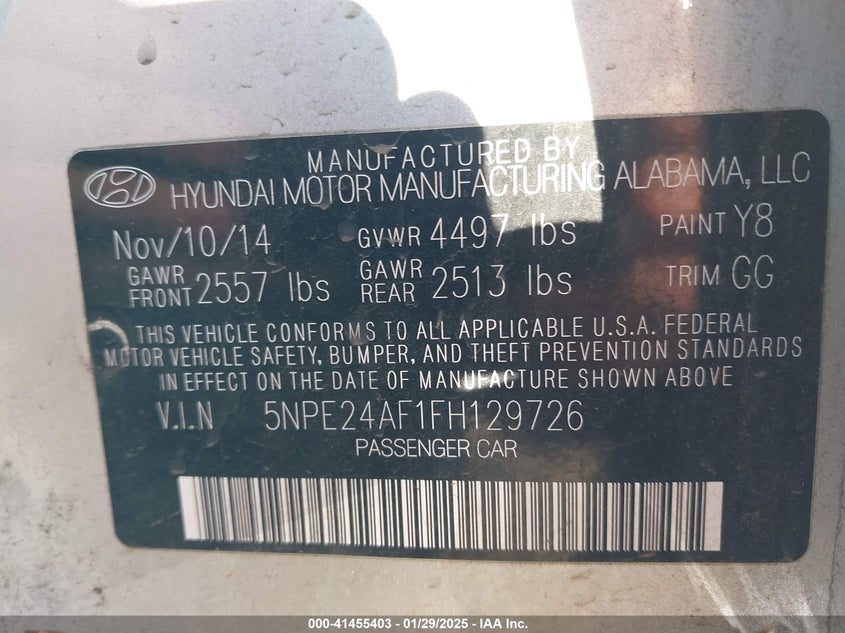 MANUFACTURED BY
HYUNDAI MOTOR MANUFACTURING ALABAMA, LLC
Nov/10/14 GVWR 4497 lbs PAINT Y8
GAWR FRONT 2557 lbs GAWR REAR 2513 lbs TRIM GG
THIS VEHICLE CONFORMS TO ALL APPLICABLE U.S.A. FEDERAL
MOTOR VEHICLE SAFETY, BUMPER, AND THEFT PREVENTION STANDARDS
IN EFFECT ON THE DATE OF MANUFACTURE SHOWN ABOVE
V.I.N 5NPE24AF1FH129726
PASSENGER CAR
000-41455403 - 01/29/2025 - IAA Inc.